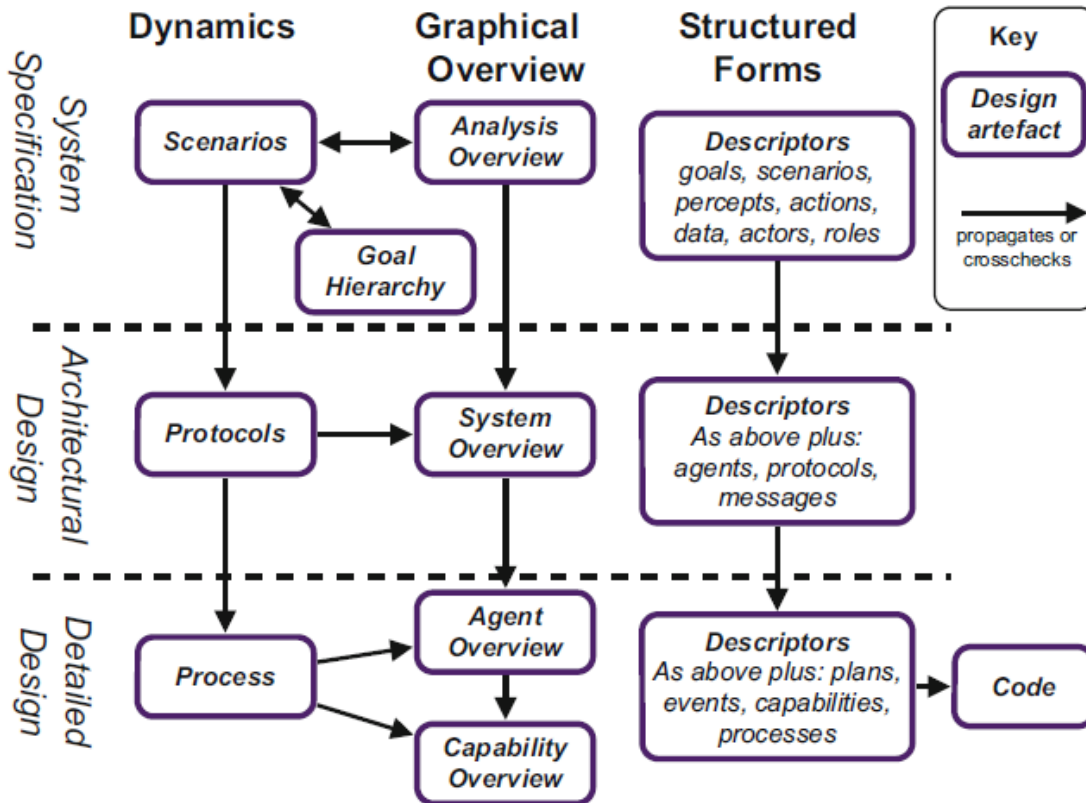 Dynamics
Graphical
Overview
Structured
Forms
Key
Design
artefact
propagates or
crosschecks
System
Specification
Scenarios
Analysis
Overview
Goal
Hierarchy
Descriptors
goals, scenarios,
percepts, actions,
data, actors, roles
Architectural
Design
Protocols
System
Overview
Descriptors
As above plus:
agents, protocols,
messages
Detailed
Design
Process
Agent
Overview
Capability
Overview
Descriptors
As above plus: plans,
events, capabilities,
processes
Code